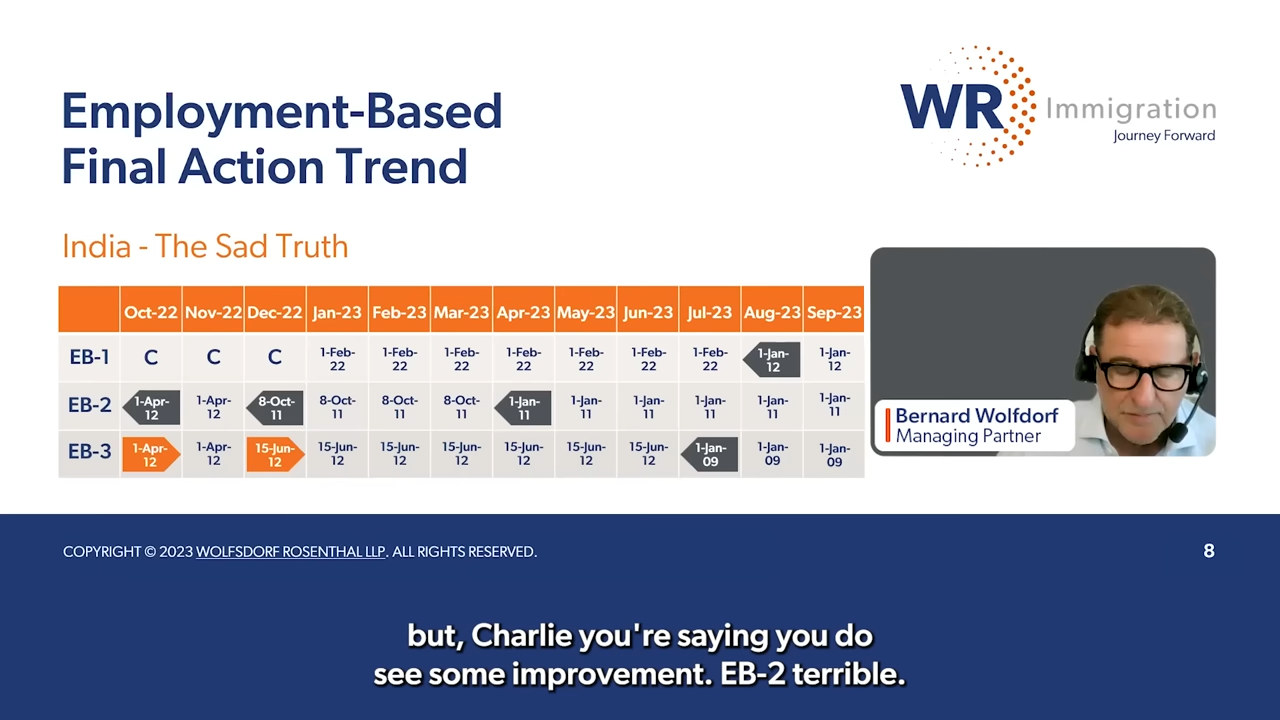 Employment-Based
Final Action Trend
WR Immigration
Journey Forward
India - The Sad Truth
Oct-22 Nov-22 Dec-22 Jan-23 Feb-23 Mar-23 Apr-23 May-23 Jun-23 Jul-23 Aug-23 Sep-23
EB-1 C C C 1-Feb-22 1-Feb-22 1-Feb-22 1-Feb-22 1-Feb-22 1-Feb-22 1-Feb-22 1-Jan-12 1-Jan-12
EB-2 1-Apr-12 1-Apr-12 8-Oct-11 8-Oct-11 8-Oct-11 8-Oct-11 1-Jan-11 1-Jan-11 1-Jan-11 1-Jan-11 1-Jan-11 1-Jan-11
EB-3 1-Apr-12 1-Apr-12 15-Jun-12 15-Jun-12 15-Jun-12 15-Jun-12 15-Jun-12 15-Jun-12 15-Jun-12 1-Jan-09 1-Jan-09 1-Jan-09
Bernard Wolfdorf
Managing Partner
COPYRIGHT © 2023 WOLFSDORF ROSENTHAL LLP. ALL RIGHTS RESERVED.
8
but, Charlie you're saying you do
see some improvement. EB-2 terrible.